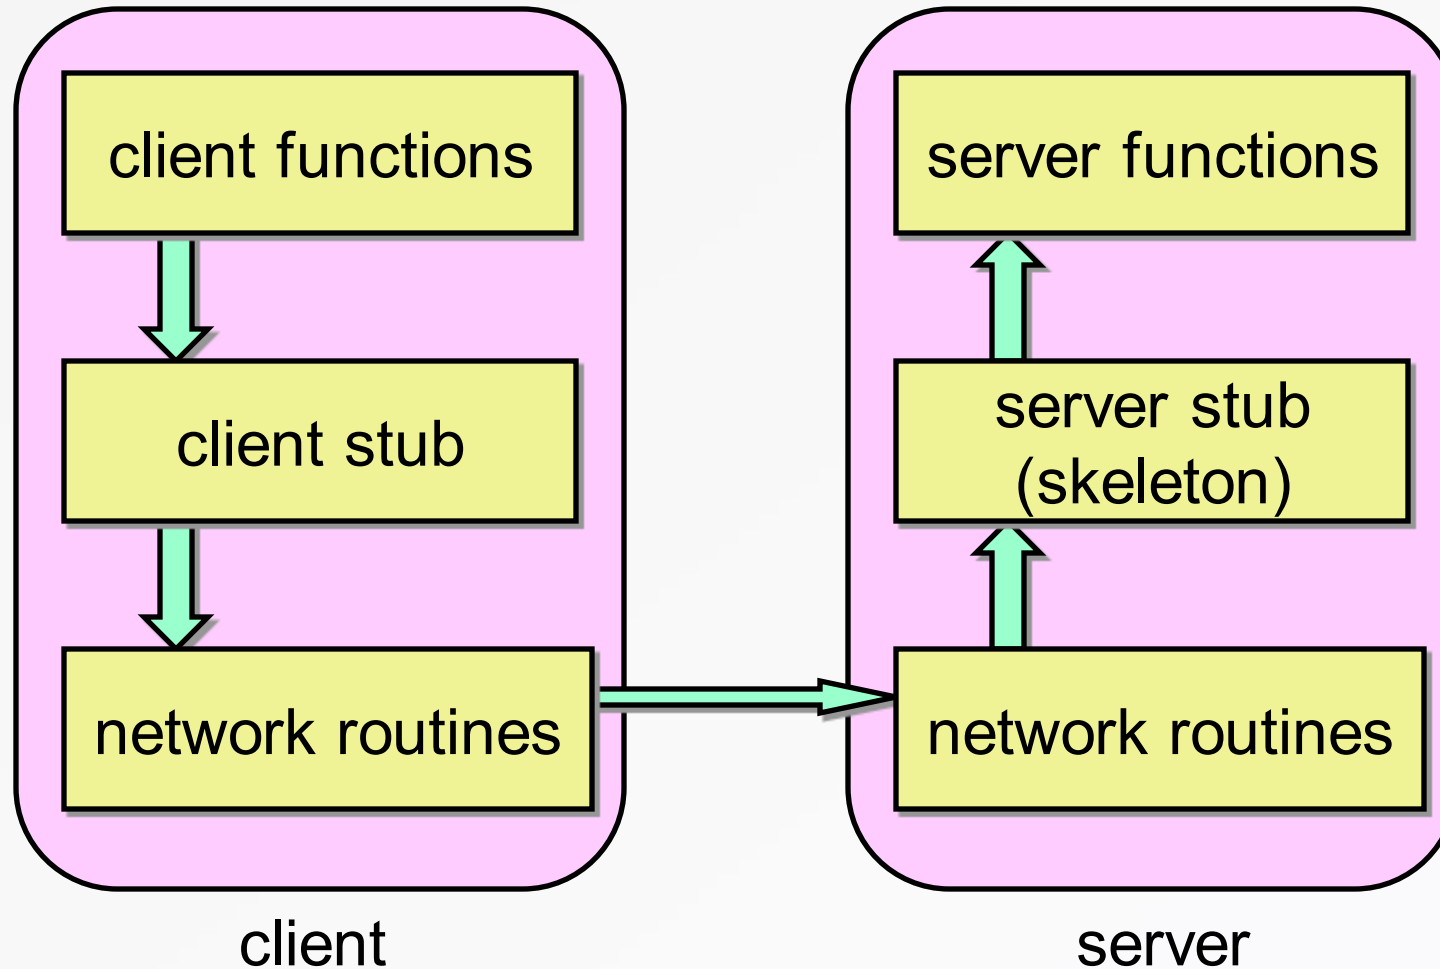 client functions
client stub
network routines
client
server functions
server stub
(skeleton)
network routines
server